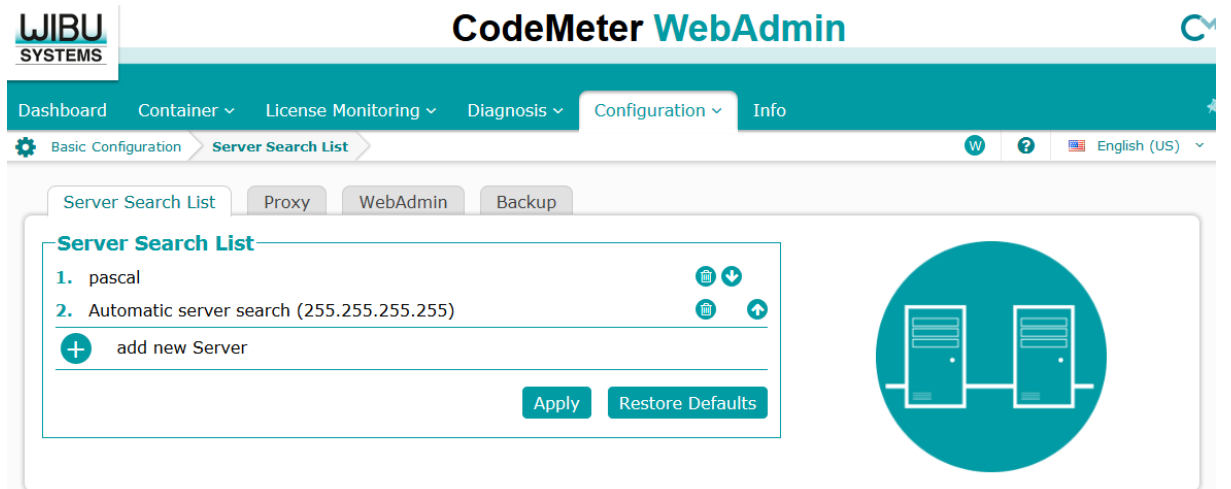 WIBU
SYSTEMS
CodeMeter WebAdmin
Dashboard Container License Monitoring Diagnosis Configuration Info
Basic Configuration Server Search List W ? English (US)
Server Search List Proxy WebAdmin Backup
Server Search List
1. pascal
2. Automatic server search (255.255.255.255)
+ add new Server
Apply Restore Defaults